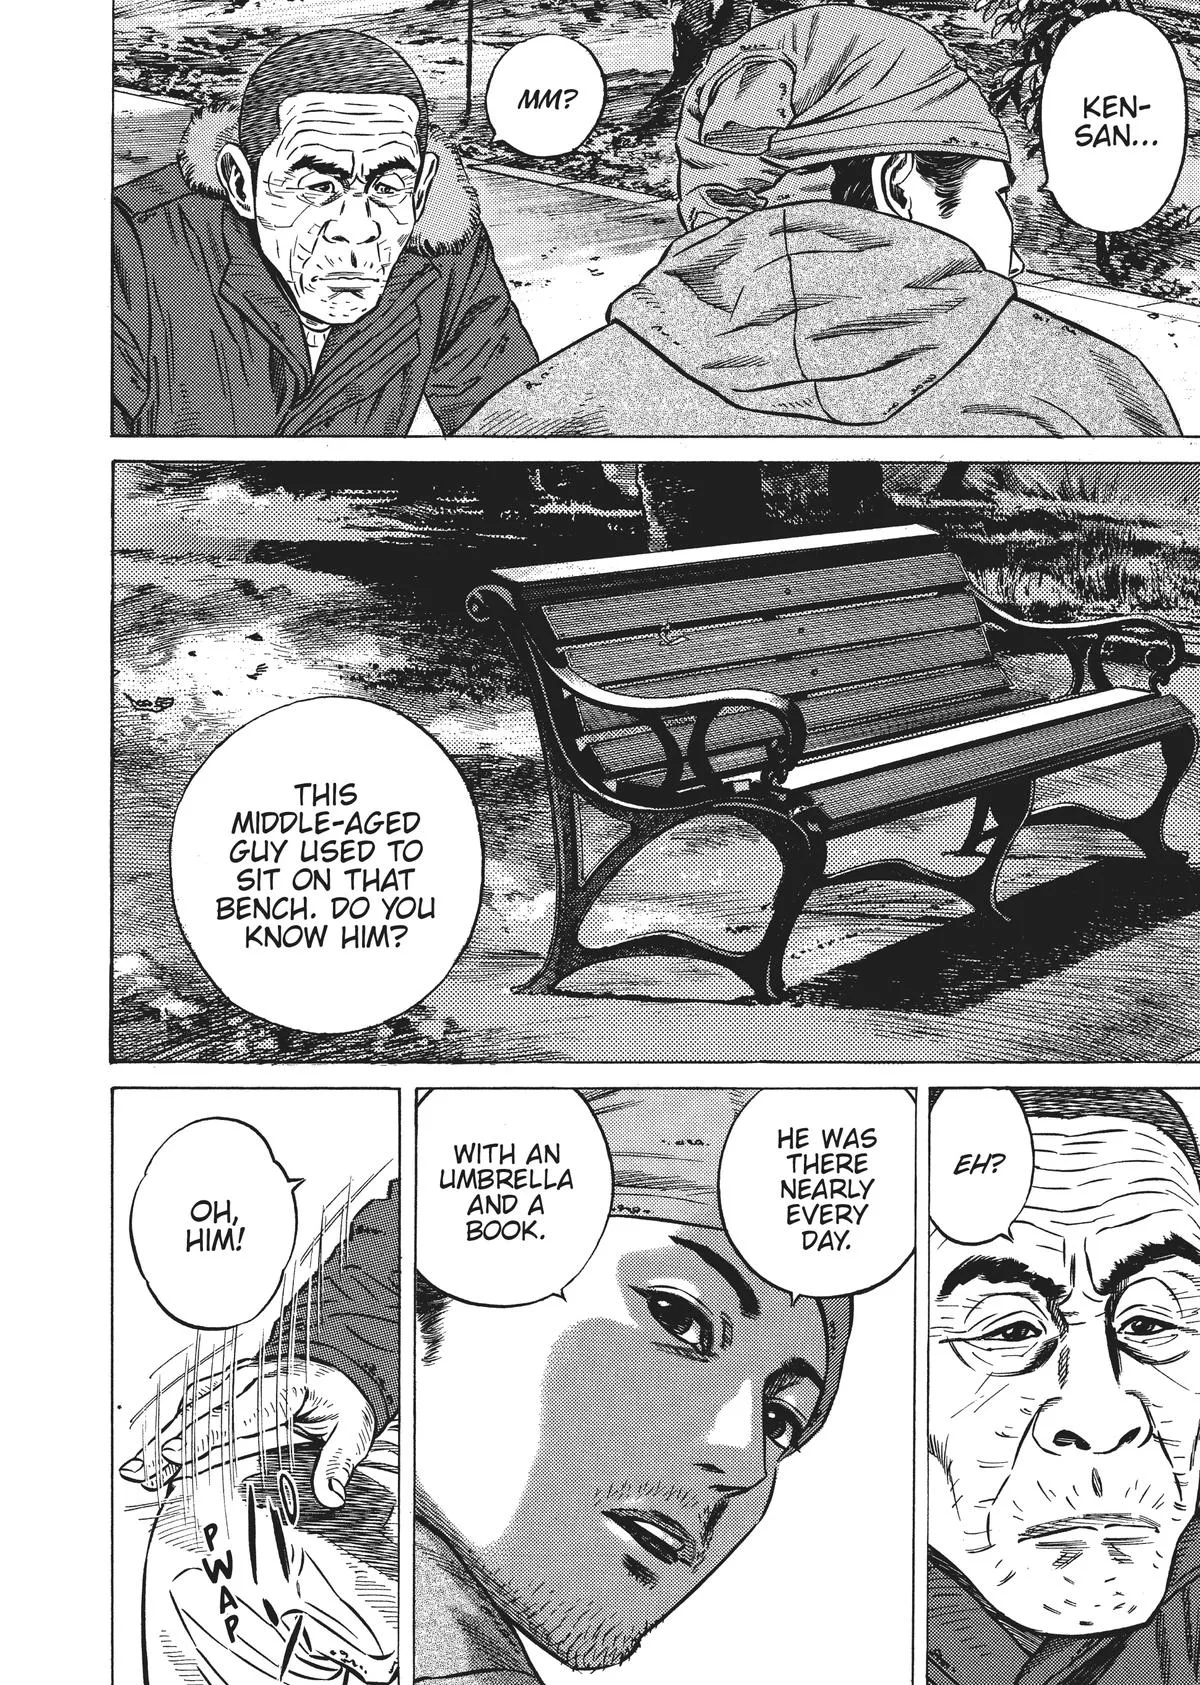 KEN-
SAN...
MM?
THIS
MIDDLE-AGED
GUY USED TO
SIT ON THAT
BENCH. DO YOU
KNOW HIM?
EH?
HE WAS
THERE
NEARLY
EVERY
DAY.
WITH AN
UMBRELLA
AND A
BOOK.
OH,
HIM!
PWAP